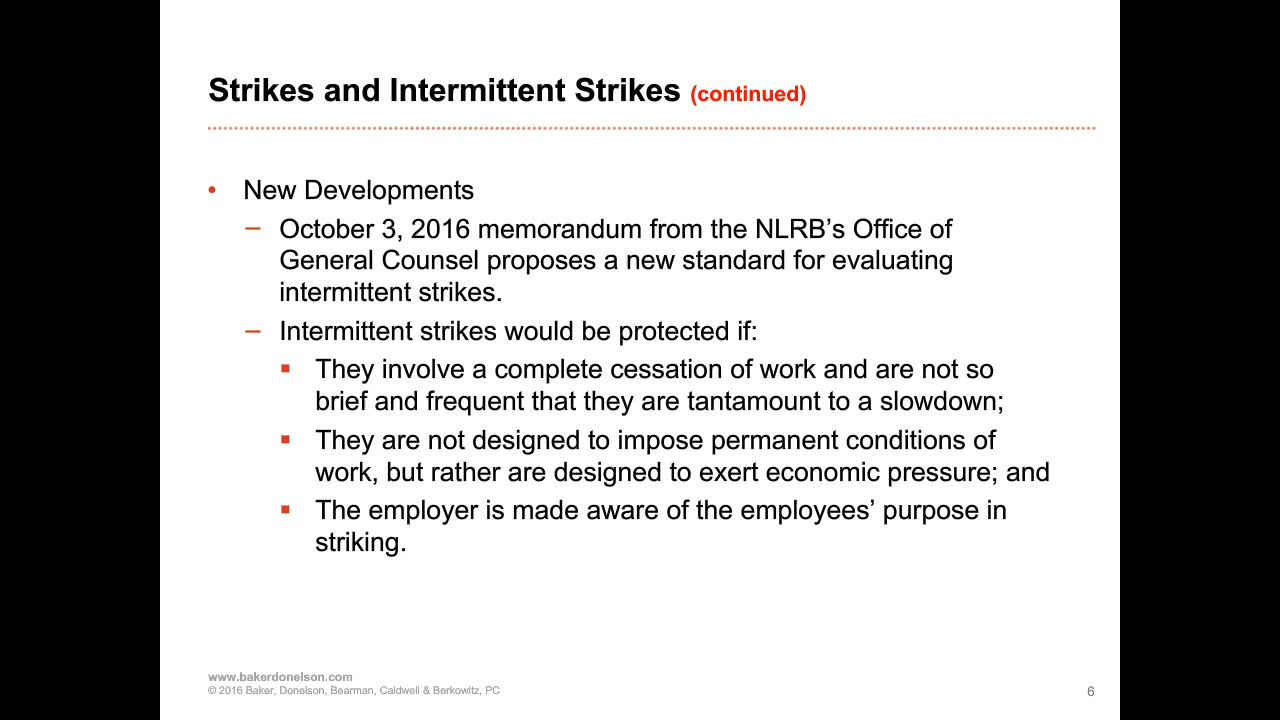 Strikes and Intermittent Strikes (continued)
• New Developments
– October 3, 2016 memorandum from the NLRB’s Office of
General Counsel proposes a new standard for evaluating
intermittent strikes.
– Intermittent strikes would be protected if:
▪ They involve a complete cessation of work and are not so
brief and frequent that they are tantamount to a slowdown;
▪ They are not designed to impose permanent conditions of
work, but rather are designed to exert economic pressure; and
▪ The employer is made aware of the employees’ purpose in
striking.
www.bakerdonelson.com
© 2016 Baker, Donelson, Bearman, Caldwell & Berkowitz, PC
6